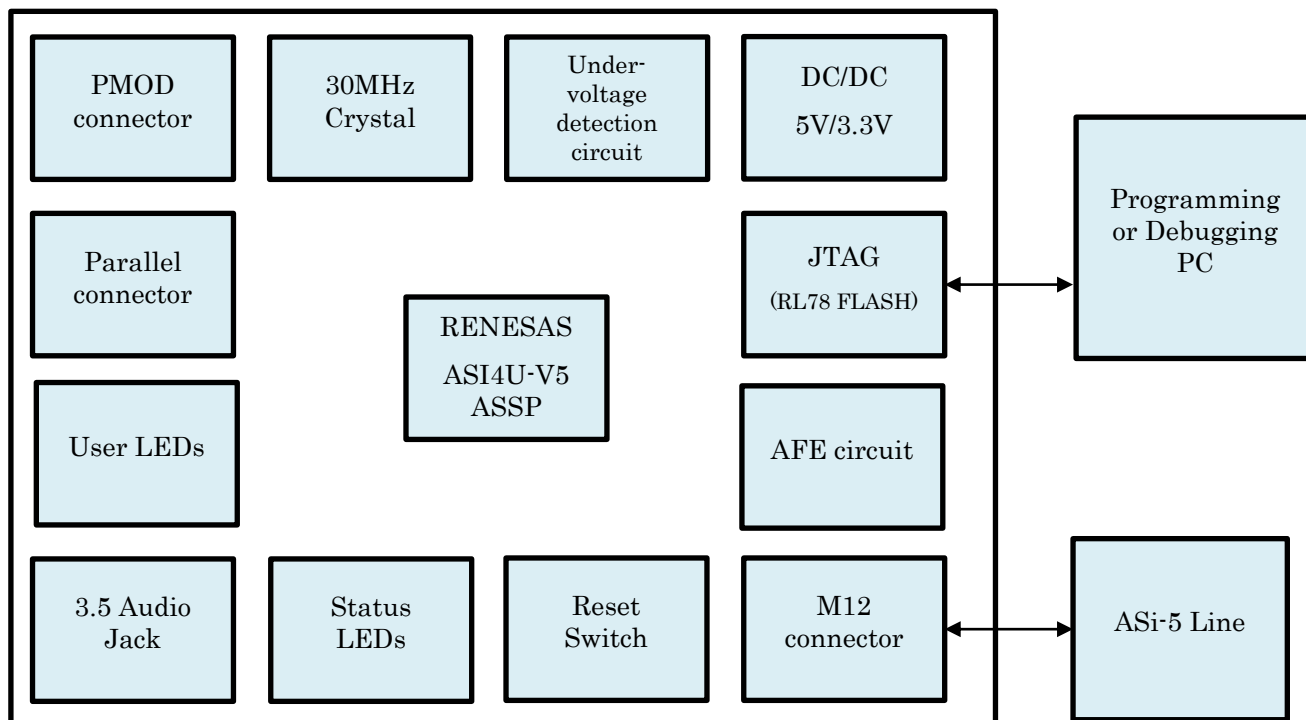 PMOD
connector
30MHz
Crystal
Under-
voltage
detection
circuit
DC/DC
5V/3.3V
Programming
or Debugging
PC
Parallel
connector
JTAG
(RL78 FLASH)
RENESAS
ASI4U-V5
ASSP
User LEDs
AFE circuit
3.5 Audio
Jack
Status
LEDs
Reset
Switch
M12
connector
ASi-5 Line